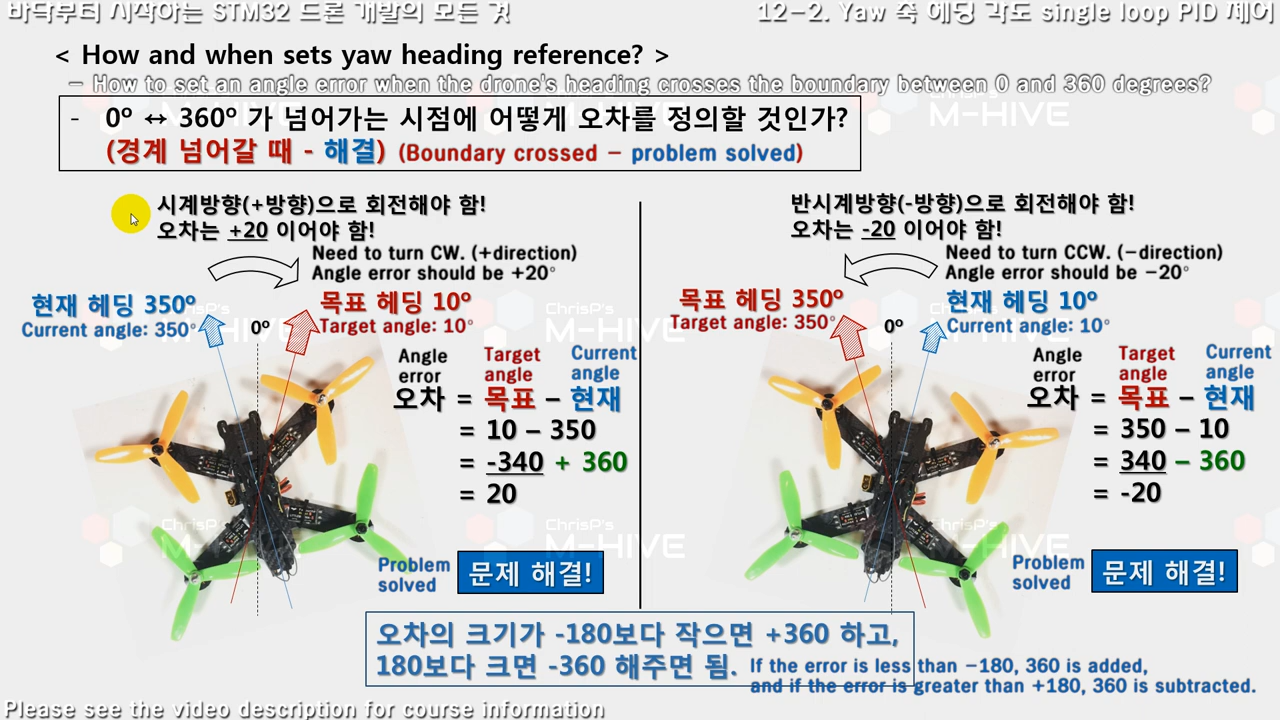 바닥부터 시작하는 STM32 드론 개발의 모든 것
12-2. Yaw 축 헤딩 각도 single loop PID 제어
< How and when sets yaw heading reference? >
- How to set an angle error when the drone's heading crosses the boundary between 0 and 360 degrees?
- 0º ↔ 360º 가 넘어가는 시점에 어떻게 오차를 정의할 것인가?
(경계 넘어갈 때 - 해결) (Boundary crossed - problem solved)
시계방향(+방향)으로 회전해야 함!
오차는 +20 이어야 함!
Need to turn CW. (+direction)
Angle error should be +20°
현재 헤딩 350º
Current angle: 350°
0º
목표 헤딩 10º
Target angle: 10°
Angle error
Target angle
Current angle
오차 = 목표 - 현재
= 10 - 350
= -340 + 360
= 20
Problem solved
문제 해결!
반시계방향(-방향)으로 회전해야 함!
오차는 -20 이어야 함!
Need to turn CCW. (-direction)
Angle error should be -20°
목표 헤딩 350º
Target angle: 350°
0º
현재 헤딩 10º
Current angle: 10°
Angle error
Target angle
Current angle
오차 = 목표 - 현재
= 350 - 10
= 340 - 360
= -20
Problem solved
문제 해결!
오차의 크기가 -180보다 작으면 +360 하고,
180보다 크면 -360 해주면 됨.
If the error is less than -180, 360 is added,
and if the error is greater than +180, 360 is subtracted.
Please see the video description for course information
ChrisP's
M-HIVE